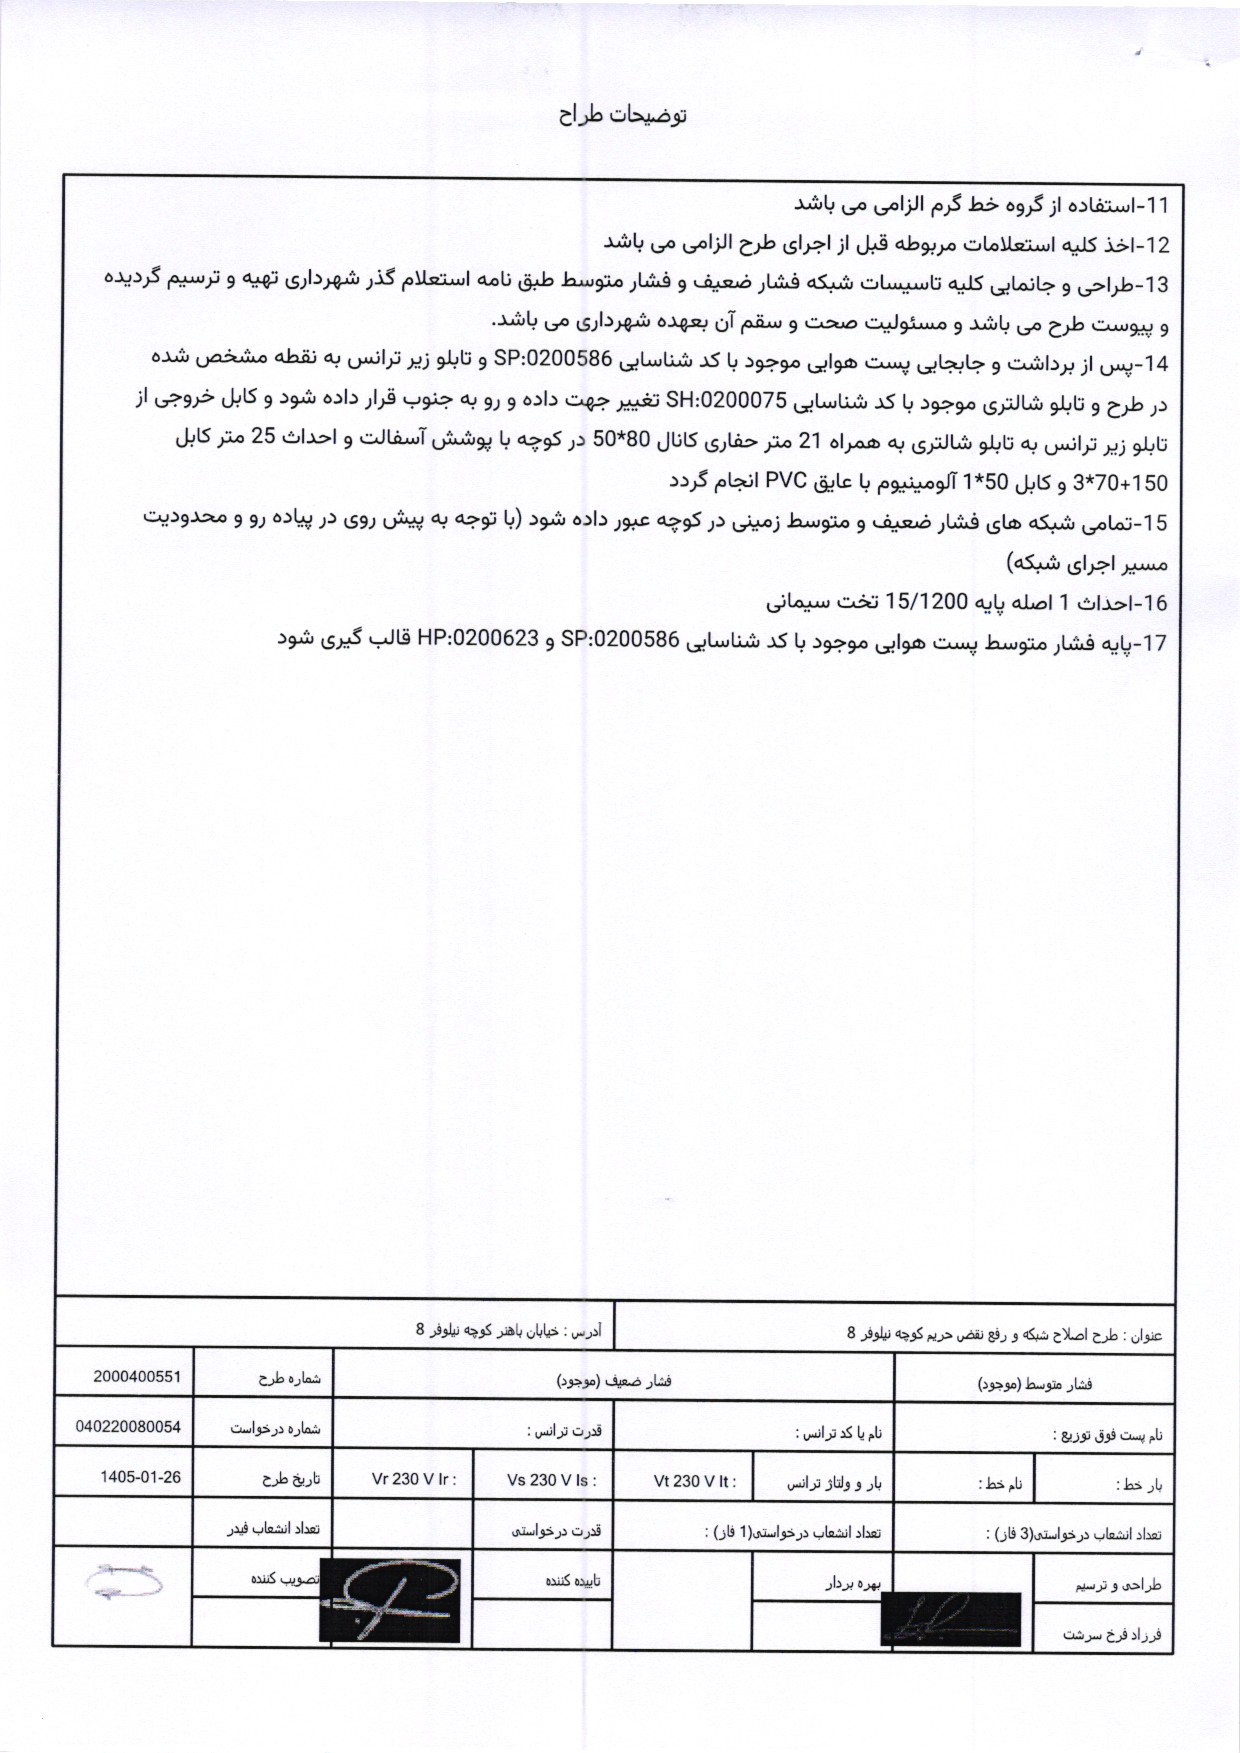 توضیحات طراح
11-استفاده از گروه خط گرم الزامی می باشد
12-اخذ کلیه استعلامات مربوطه قبل از اجرای طرح الزامی می باشد
13-طراحی و جانمایی کلیه تاسیسات شبکه فشار ضعیف و فشار متوسط طبق نامه استعلام گذر شهرداری تهیه و ترسیم گردیده
و پیوست طرح می باشد و مسئولیت صحت و سقم آن بعهده شهرداری می باشد.
14-پس از برداشت و جابجایی پست هوایی موجود با کد شناسایی SP:0200586 و تابلو زیر ترانس به نقطه مشخص شده
در طرح و تابلو شالتری موجود با کد شناسایی SH:0200075 تغییر جهت داده و رو به جنوب قرار داده شود و کابل خروجی از
تابلو زیر ترانس به تابلو شالتری به همراه 21 متر حفاری کانال 80*50 در کوچه با پوشش آسفالت و احداث 25 متر کابل
3*70+150 و کابل 50*1 آلومینیوم با عایق PVC انجام گردد
15-تمامی شبکه های فشار ضعیف و متوسط زمینی در کوچه عبور داده شود (با توجه به پیش روی در پیاده رو و محدودیت
مسیر اجرای شبکه)
16-احداث 1 اصله پایه 15/1200 تخت سیمانی
17-پایه فشار متوسط پست هوایی موجود با کد شناسایی SP:0200586 و HP:0200623 قالب گیری شود
عنوان : طرح اصلاح شبکه و رفع نقض حریم کوچه نیلوفر 8
آدرس : خیابان باهنر کوچه نیلوفر 8
فشار متوسط (موجود)
فشار ضعیف (موجود)
شماره طرح
2000400551
نام پست فوق توزیع :
نام یا کد ترانس :
قدرت ترانس :
شماره درخواست
040220080054
بار خط :
نام خط :
بار و ولتاژ ترانس
Vt 230 V It :
Vs 230 V Is :
Vr 230 V Ir :
تاریخ طرح
1405-01-26
تعداد انشعاب درخواستی(3 فاز) :
تعداد انشعاب درخواستی(1 فاز) :
قدرت درخواستی
تعداد انشعاب فیدر
طراحی و ترسیم
بهره بردار
تاییده کننده
تصویب کننده
فرزاد فرخ سرشت